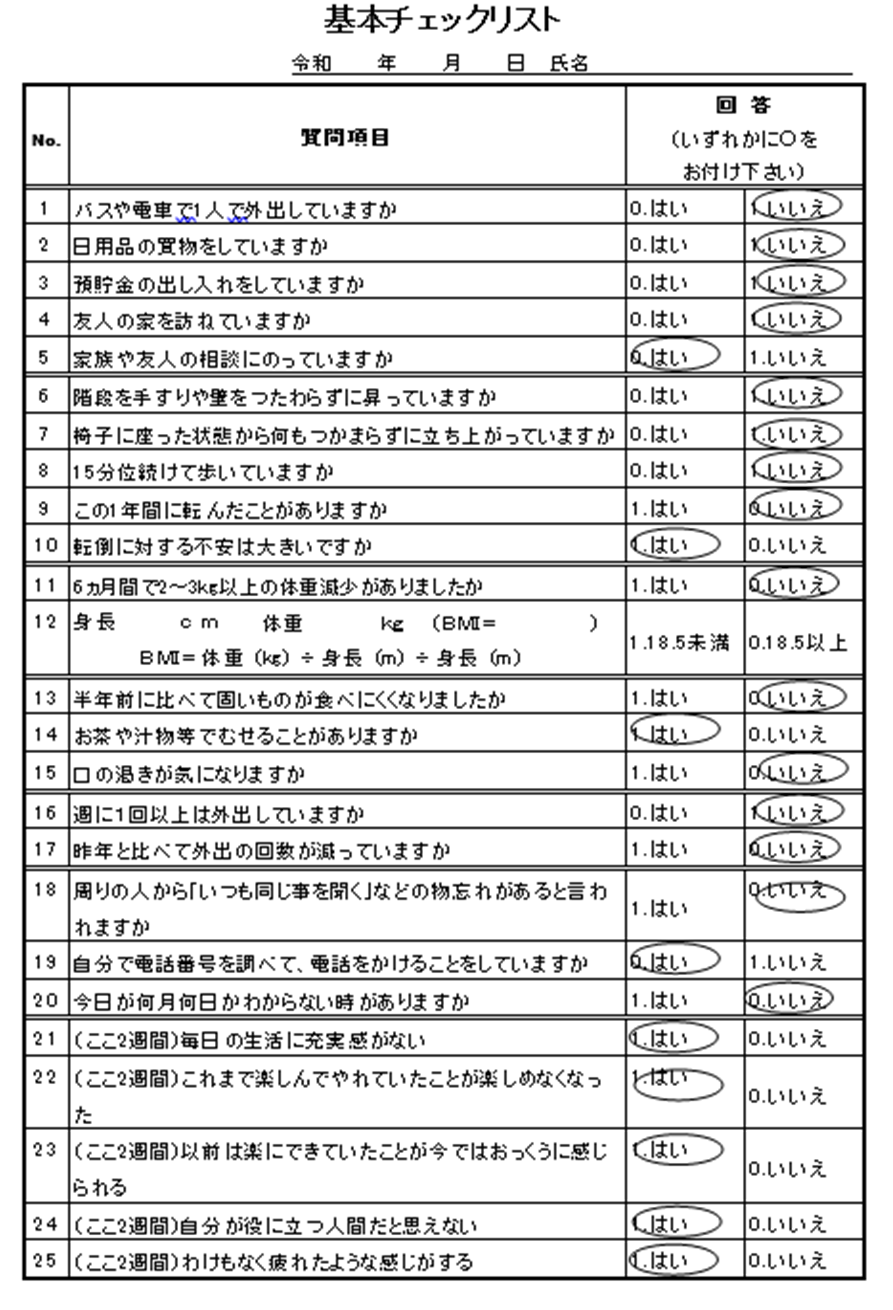 基本チェックリスト
令和 年 月 日 氏名
No. 質問項目 回 答
(いずれかに〇を
お付け下さい)
1 バスや電車で1人で外出していますか 0.はい 1.いいえ
2 日用品の買物をしていますか 0.はい 1.いいえ
3 預貯金の出し入れをしていますか 0.はい 1.いいえ
4 友人の家を訪ねていますか 0.はい 1.いいえ
5 家族や友人の相談にのっていますか 0.はい 1.いいえ
6 階段を手すりや壁をつたわらずに昇っていますか 0.はい 1.いいえ
7 椅子に座った状態から何もつかまらずに立ち上がっていますか 0.はい 1.いいえ
8 15分位続けて歩いていますか 0.はい 1.いいえ
9 この1年間に転んだことがありますか 1.はい 0.いいえ
10 転倒に対する不安は大きいですか 1.はい 0.いいえ
11 6ヵ月間で2～3kg以上の体重減少がありましたか 1.はい 0.いいえ
12 身長 cm 体重 kg (BMI= )
1.18.5未満 0.18.5以上
BMI=体重(kg)÷身長(m)÷身長(m)
13 半年前に比べて固いものが食べにくくなりましたか 1.はい 0.いいえ
14 お茶や汁物等でむせることがありますか 1.はい 0.いいえ
15 口の渇きが気になりますか 1.はい 0.いいえ
16 週に1回以上は外出していますか 0.はい 1.いいえ
17 昨年と比べて外出の回数が減っていますか 1.はい 0.いいえ
18 周りの人から「いつも同じ事を聞く」などの物忘れがあると言わ 0.いいえ
1.はい
れますか
19 自分で電話番号を調べて、電話をかけることをしていますか 0.はい 1.いいえ
20 今日が何月何日かわからない時がありますか 1.はい 0.いいえ
21 (ここ2週間)毎日の生活に充実感がない 1.はい 0.いいえ
22 (ここ2週間)これまで楽しんでやれていたことが楽しめなくなっ 1.はい
0.いいえ
た
23 (ここ2週間)以前は楽にできていたことが今ではおっくうに感じ 1.はい
0.いいえ
られる
24 (ここ2週間)自分が役に立つ人間だと思えない 1.はい 0.いいえ
25 (ここ2週間)わけもなく疲れたような感じがする 1.はい 0.いいえ